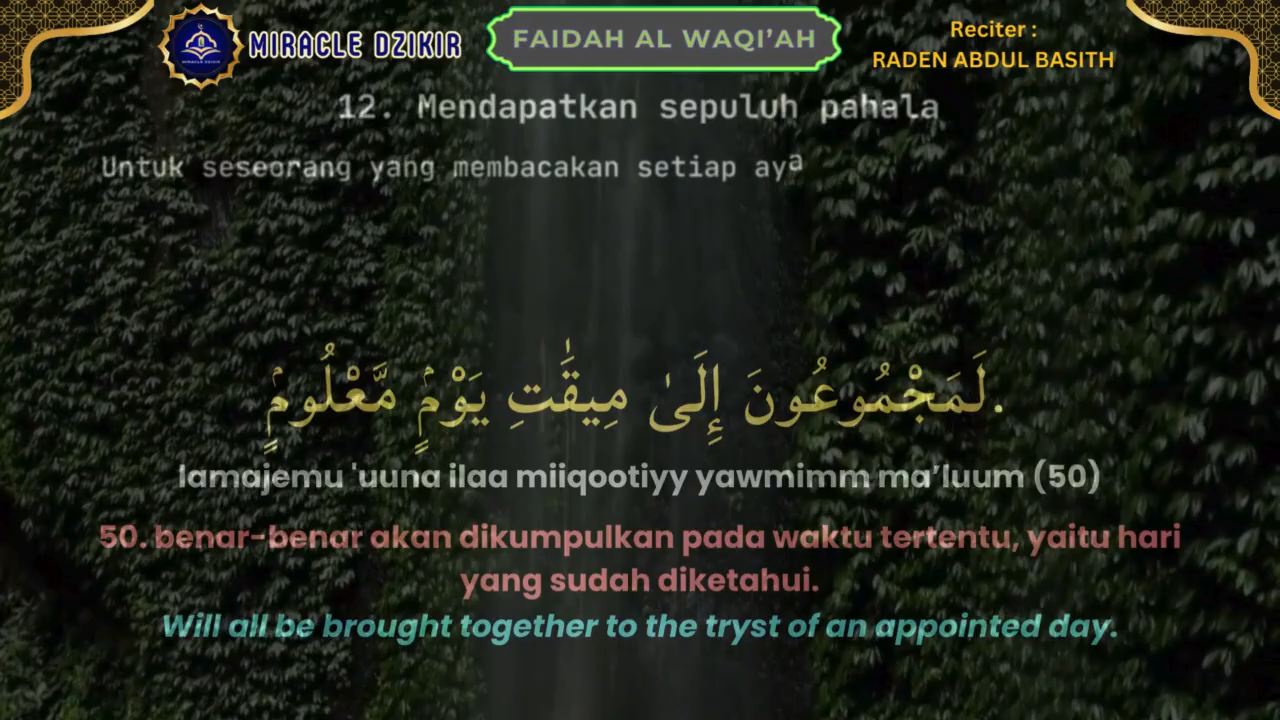 MIRACLE DZIKIR
FAIDAH AL WAQI’AH
Reciter :
RADEN ABDUL BASITH
12. Mendapatkan sepuluh pahala
Untuk seseorang yang membacakan setiap aya
لَمَجْمُوعُونَ إِلَىٰ مِيقَٰتِ يَوْمٍۢ مَّعْلُومٍۢ.
lamajemu 'uuna ilaa miiqootiyy yawmimm ma’luum (50)
50. benar-benar akan dikumpulkan pada waktu tertentu, yaitu hari
yang sudah diketahui.
Will all be brought together to the tryst of an appointed day.